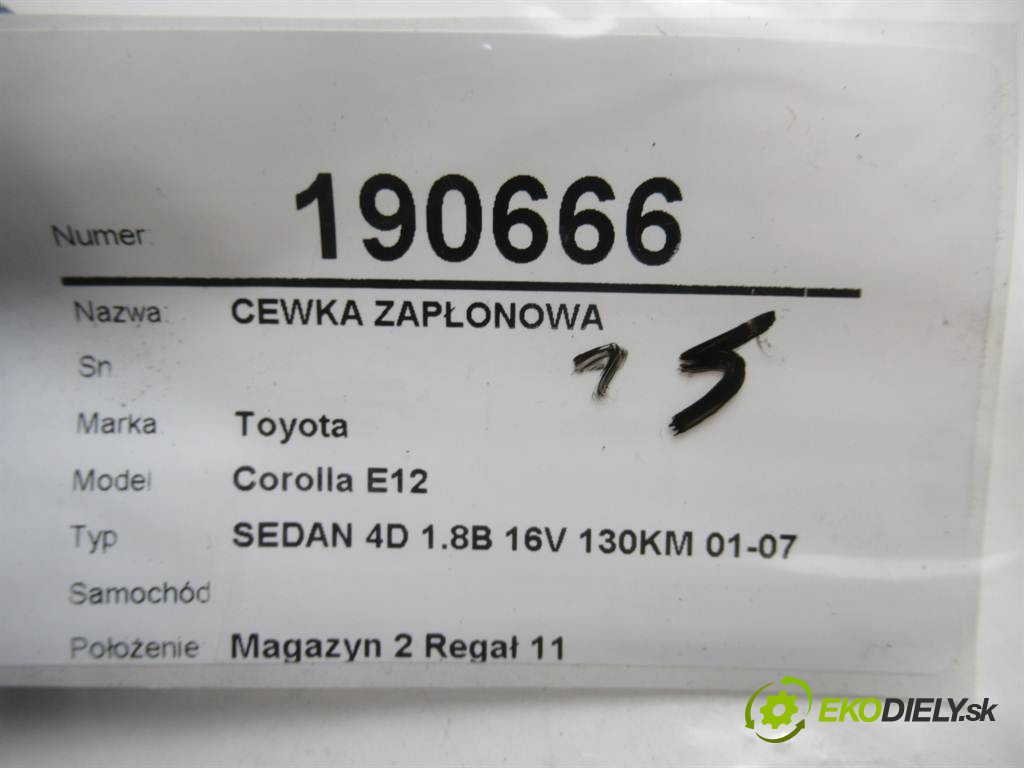 Numer: 190666
Nazwa: CEWKA ZAPŁONOWA
Sn
15
Marka Toyota
Model Corolla E12
Typ SEDAN 4D 1.8B 16V 130KM 01-07
Samochód
Położenie Magazyn 2 Regał 11
EKODIELY.sk